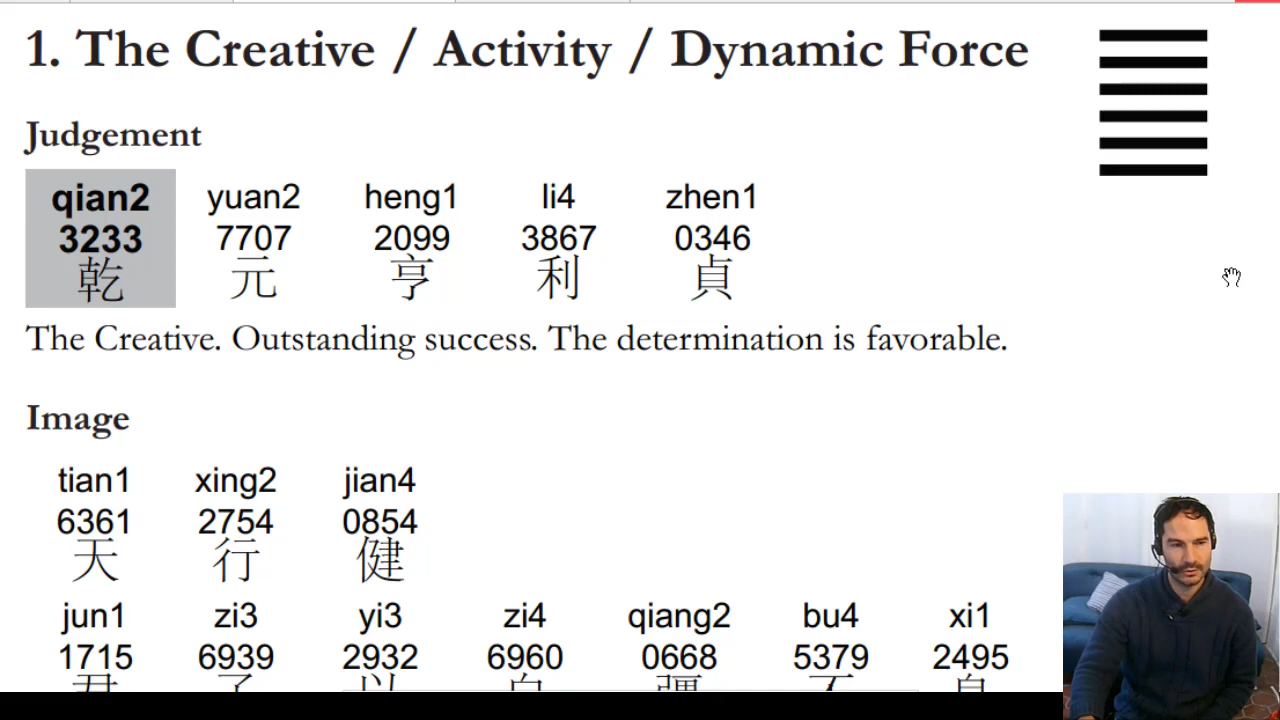 1. The Creative / Activity / Dynamic Force
Judgement
qian2 yuan2 heng1 li4 zhen1
3233 7707 2099 3867 0346
乾 元 亨 利 貞
The Creative. Outstanding success. The determination is favorable.
Image
tian1 xing2 jian4
6361 2754 0854
天 行 健
jun1 zi3 yi3 zi4 qiang2 bu4 xi1
1715 6939 2932 6960 0668 5379 2495